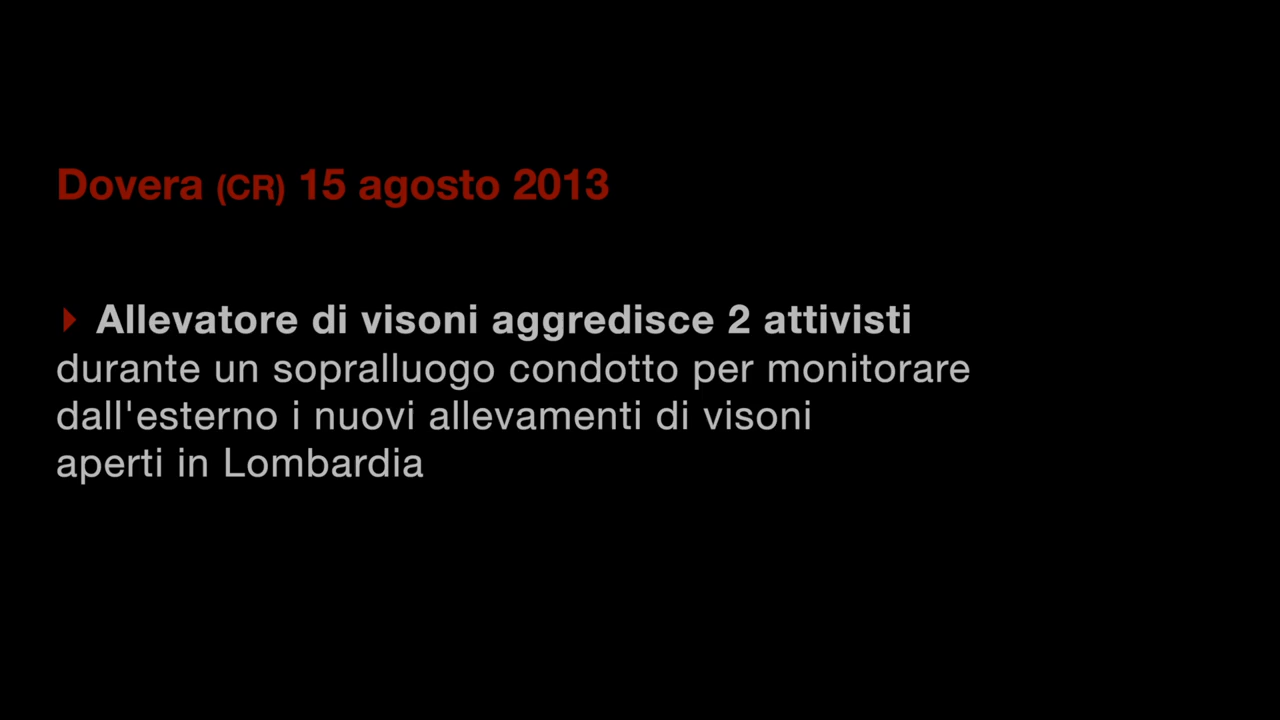 Dovera (CR) 15 agosto 2013
Allevatore di visoni aggredisce 2 attivisti
durante un sopralluogo condotto per monitorare
dall'esterno i nuovi allevamenti di visoni
aperti in Lombardia